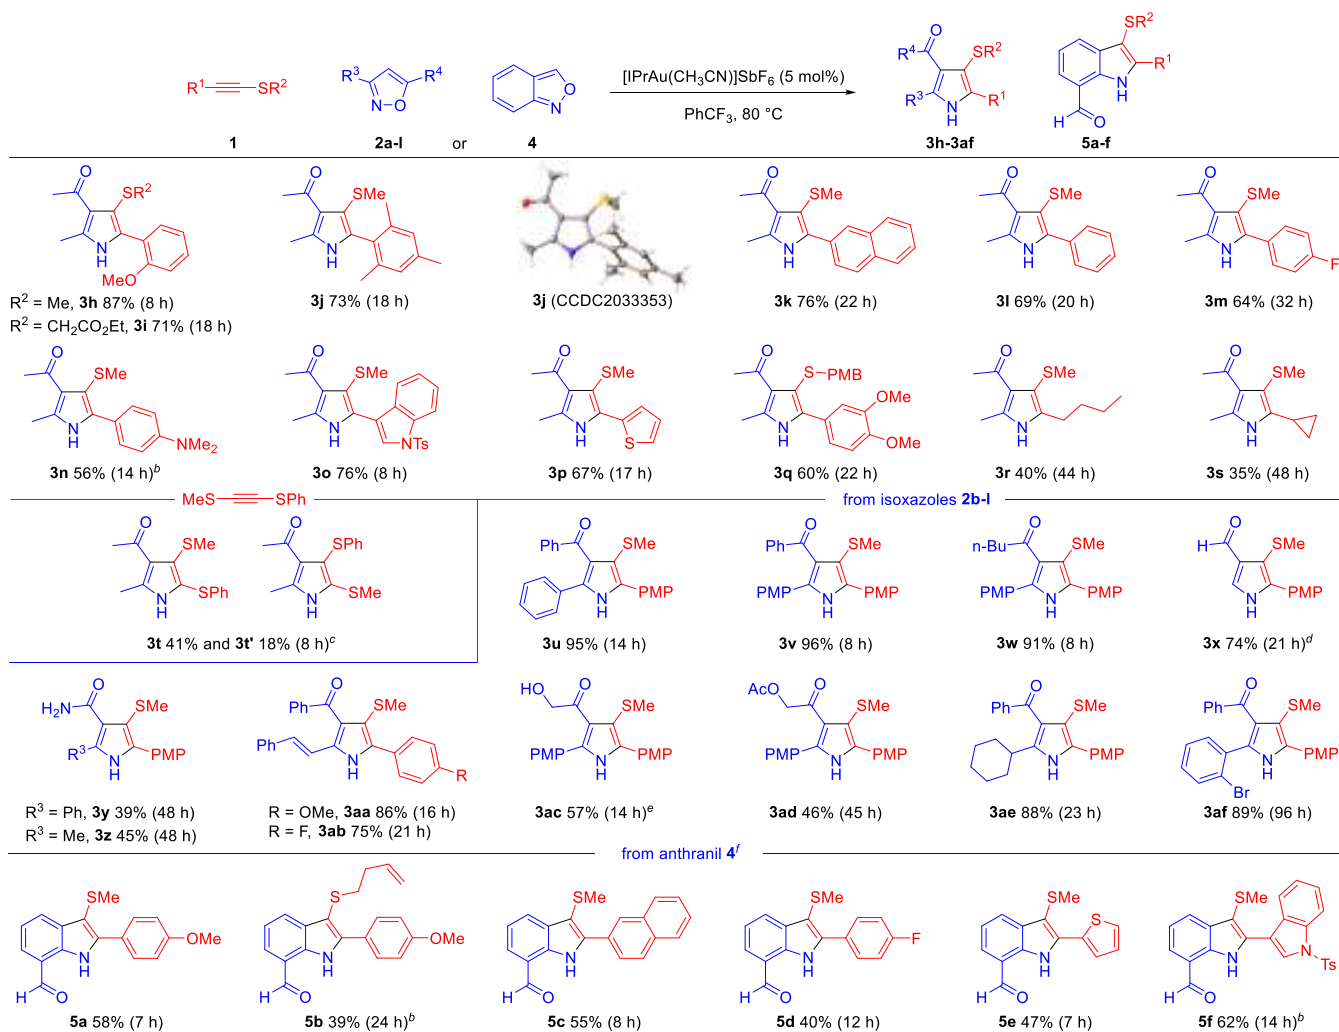 R¹ SR²
1
R³ R⁴ N O
2a-l
or
O N
4
[IPrAu(CH₃CN)]SbF₆ (5 mol%)
PhCF₃, 80 °C
O R⁴ SR² R³ N H R¹
3h-3af
SR² R¹ N H H O
5a-f
O SR² N H MeO
R² = Me, 3h 87% (8 h)
R² = CH₂CO₂Et, 3i 71% (18 h)
O SMe N H
3j 73% (18 h)
3j (CCDC2033353)
O SMe N H
3k 76% (22 h)
O SMe N H
3l 69% (20 h)
O SMe N H F
3m 64% (32 h)
O SMe N H NMe₂
3n 56% (14 h)ᵇ
O SMe N H NTs
3o 76% (8 h)
O SMe N H S
3p 67% (17 h)
O S PMB OMe OMe N H
3q 60% (22 h)
O SMe N H
3r 40% (44 h)
O SMe N H
3s 35% (48 h)
MeS SPh
from isoxazoles 2b-l
O SMe SPh N H
O SPh SMe N H
3t 41% and 3t' 18% (8 h)ᶜ
O Ph SMe PMP N H
3u 95% (14 h)
O Ph SMe PMP N H PMP
3v 96% (8 h)
O n-Bu SMe PMP N H PMP
3w 91% (8 h)
O H SMe N H PMP
3x 74% (21 h)ᵈ
O H₂N SMe R³ N H PMP
R³ = Ph, 3y 39% (48 h)
R³ = Me, 3z 45% (48 h)
O Ph SMe Ph N H R
R = OMe, 3aa 86% (16 h)
R = F, 3ab 75% (21 h)
HO O SMe PMP N H PMP
3ac 57% (14 h)ᵉ
AcO O SMe PMP N H PMP
3ad 46% (45 h)
O Ph SMe N H PMP
3ae 88% (23 h)
O Ph SMe N H PMP Br
3af 89% (96 h)
from anthranil 4ᶠ
SMe OMe N H H O
5a 58% (7 h)
S OMe N H H O
5b 39% (24 h)ᵇ
SMe N H H O
5c 55% (8 h)
SMe F N H H O
5d 40% (12 h)
SMe S N H H O
5e 47% (7 h)
SMe N Ts N H H O
5f 62% (14 h)ᵇ